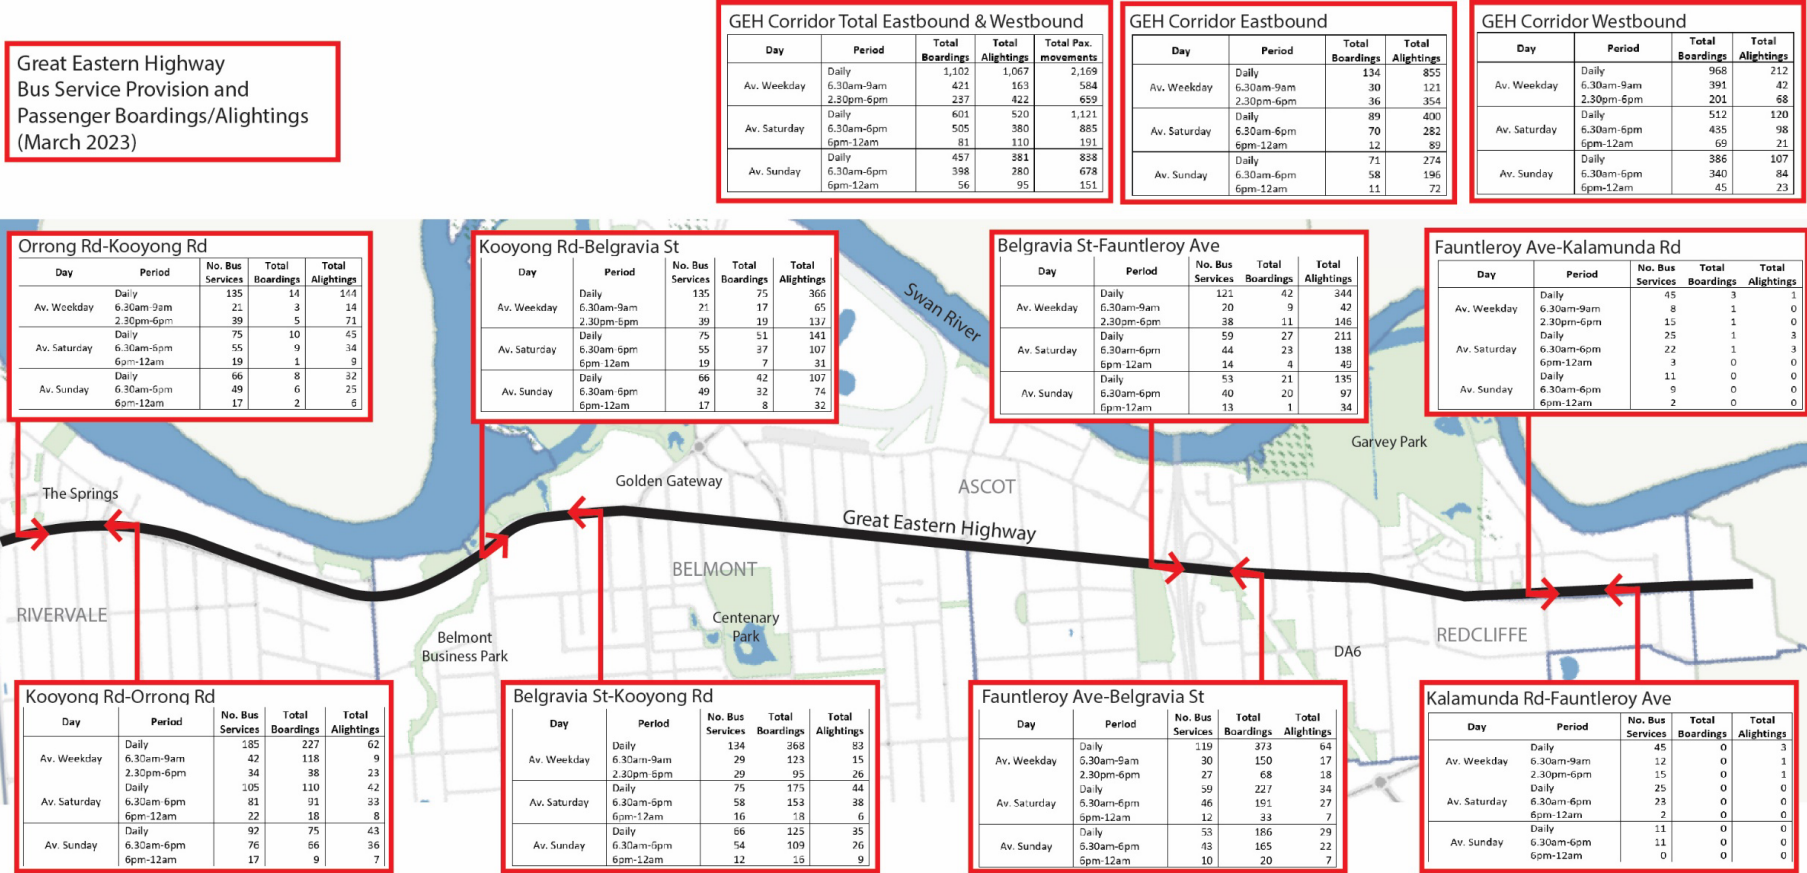 Great Eastern Highway
Bus Service Provision and
Passenger Boardings/Alightings
(March 2023)
GEH Corridor Total Eastbound & Westbound
Day Period Total Boardings Total Alightings Total Pax. movements
Av. Weekday Daily 1,102 1,067 2,169
6.30am-9am 421 163 584
2.30pm-6pm 237 422 659
Av. Saturday Daily 601 520 1,121
6.30am-6pm 505 380 885
6pm-12am 81 110 191
Av. Sunday Daily 457 381 838
6.30am-6pm 398 280 678
6pm-12am 56 95 151
GEH Corridor Eastbound
Day Period Total Boardings Total Alightings
Av. Weekday Daily 134 855
6.30am-9am 30 121
2.30pm-6pm 36 354
Av. Saturday Daily 89 400
6.30am-6pm 70 282
6pm-12am 12 89
Av. Sunday Daily 71 274
6.30am-6pm 58 196
6pm-12am 11 72
GEH Corridor Westbound
Day Period Total Boardings Total Alightings
Av. Weekday Daily 968 212
6.30am-9am 391 42
2.30pm-6pm 201 68
Av. Saturday Daily 512 120
6.30am-6pm 435 98
6pm-12am 69 21
Av. Sunday Daily 386 107
6.30am-6pm 340 84
6pm-12am 45 23
Orrong Rd-Kooyong Rd
Day Period No. Bus Services Total Boardings Total Alightings
Av. Weekday Daily 135 14 144
6.30am-9am 21 3 14
2.30pm-6pm 39 5 71
Av. Saturday Daily 75 10 45
6.30am-6pm 55 9 34
6pm-12am 19 1 9
Av. Sunday Daily 66 8 32
6.30am-6pm 49 6 25
6pm-12am 17 2 6
Kooyong Rd-Belgravia St
Day Period No. Bus Services Total Boardings Total Alightings
Av. Weekday Daily 135 75 366
6.30am-9am 21 17 65
2.30pm-6pm 39 19 137
Av. Saturday Daily 75 51 141
6.30am-6pm 55 37 107
6pm-12am 19 7 31
Av. Sunday Daily 66 42 107
6.30am-6pm 49 32 74
6pm-12am 17 8 32
Belgravia St-Fauntleroy Ave
Day Period No. Bus Services Total Boardings Total Alightings
Av. Weekday Daily 121 42 344
6.30am-9am 20 9 42
2.30pm-6pm 38 11 146
Av. Saturday Daily 59 27 211
6.30am-6pm 44 23 138
6pm-12am 14 4 49
Av. Sunday Daily 53 21 135
6.30am-6pm 40 20 97
6pm-12am 13 1 34
Fauntleroy Ave-Kalamunda Rd
Day Period No. Bus Services Total Boardings Total Alightings
Av. Weekday Daily 45 3 1
6.30am-9am 8 1 0
2.30pm-6pm 15 1 0
Av. Saturday Daily 25 1 3
6.30am-6pm 22 1 3
6pm-12am 3 0 0
Av. Sunday Daily 11 0 0
6.30am-6pm 9 0 0
6pm-12am 2 0 0
Swan River
Garvey Park
The Springs
Golden Gateway
ASCOT
Great Eastern Highway
BELMONT
RIVERVALE
Centenary
Park
Belmont
Business Park
REDCLIFFE
DA6
Kooyong Rd-Orrong Rd
Day Period No. Bus Services Total Boardings Total Alightings
Av. Weekday Daily 185 227 62
6.30am-9am 42 118 9
2.30pm-6pm 34 38 23
Av. Saturday Daily 105 110 42
6.30am-6pm 81 91 33
6pm-12am 22 18 8
Av. Sunday Daily 92 75 43
6.30am-6pm 76 66 36
6pm-12am 17 9 7
Belgravia St-Kooyong Rd
Day Period No. Bus Services Total Boardings Total Alightings
Av. Weekday Daily 134 368 83
6.30am-9am 29 123 15
2.30pm-6pm 29 95 26
Av. Saturday Daily 75 175 44
6.30am-6pm 58 153 38
6pm-12am 16 18 6
Av. Sunday Daily 66 125 35
6.30am-6pm 54 109 26
6pm-12am 12 16 9
Fauntleroy Ave-Belgravia St
Day Period No. Bus Services Total Boardings Total Alightings
Av. Weekday Daily 119 373 64
6.30am-9am 30 150 17
2.30pm-6pm 27 68 18
Av. Saturday Daily 59 227 34
6.30am-6pm 46 191 27
6pm-12am 12 33 7
Av. Sunday Daily 53 186 29
6.30am-6pm 43 165 22
6pm-12am 10 20 7
Kalamunda Rd-Fauntleroy Ave
Day Period No. Bus Services Total Boardings Total Alightings
Av. Weekday Daily 45 0 3
6.30am-9am 12 0 1
2.30pm-6pm 15 0 1
Av. Saturday Daily 25 0 0
6.30am-6pm 23 0 0
6pm-12am 2 0 0
Av. Sunday Daily 11 0 0
6.30am-6pm 11 0 0
6pm-12am 0 0 0